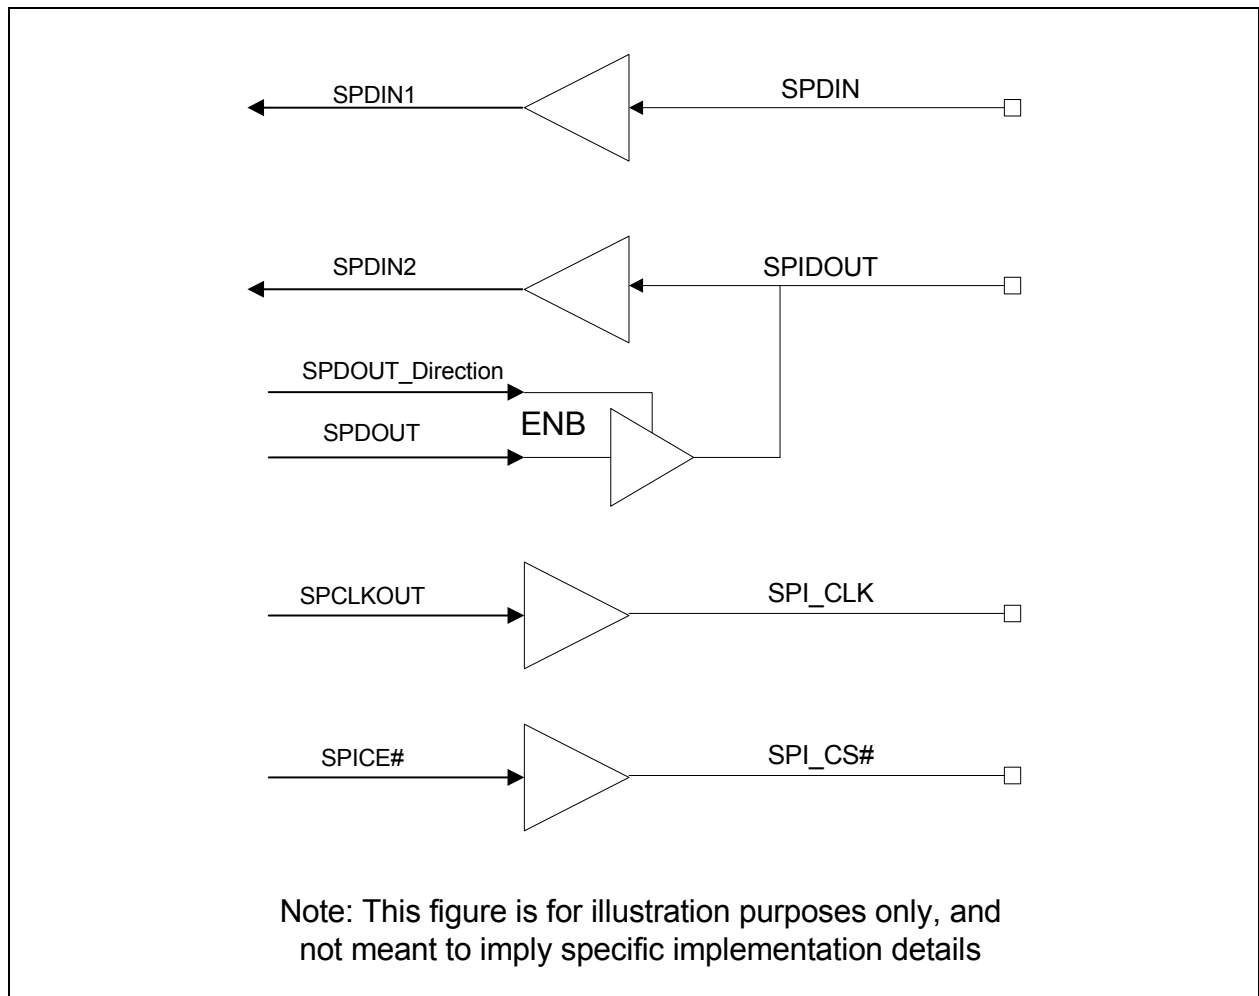 SPDIN1
SPDIN
SPDIN2
SPIDOUT
SPDOUT_Direction
SPDOUT
ENB
SPCLKOUT
SPI_CLK
SPICE#
SPI_CS#
Note: This figure is for illustration purposes only, and
not meant to imply specific implementation details